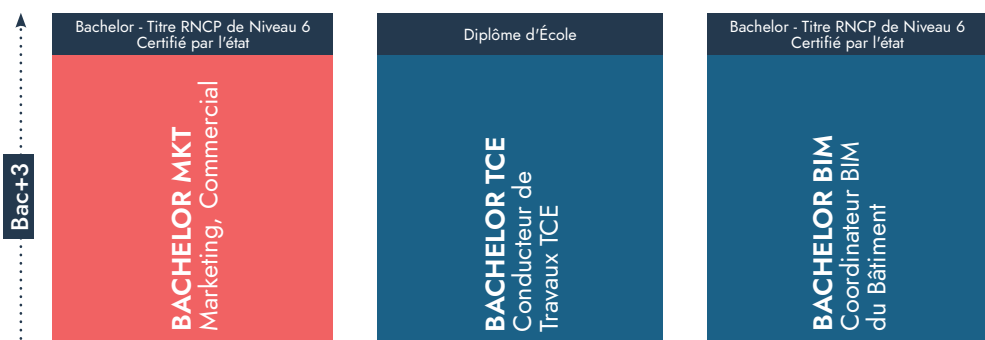 Bac+3
Bachelor - Titre RNCP de Niveau 6
Certifié par l'état
BACHELOR MKT
Marketing, Commercial
Diplôme d'École
BACHELOR TCE
Conducteur de
Travaux TCE
Bachelor - Titre RNCP de Niveau 6
Certifié par l'état
BACHELOR BIM
Coordinateur BIM
du Bâtiment